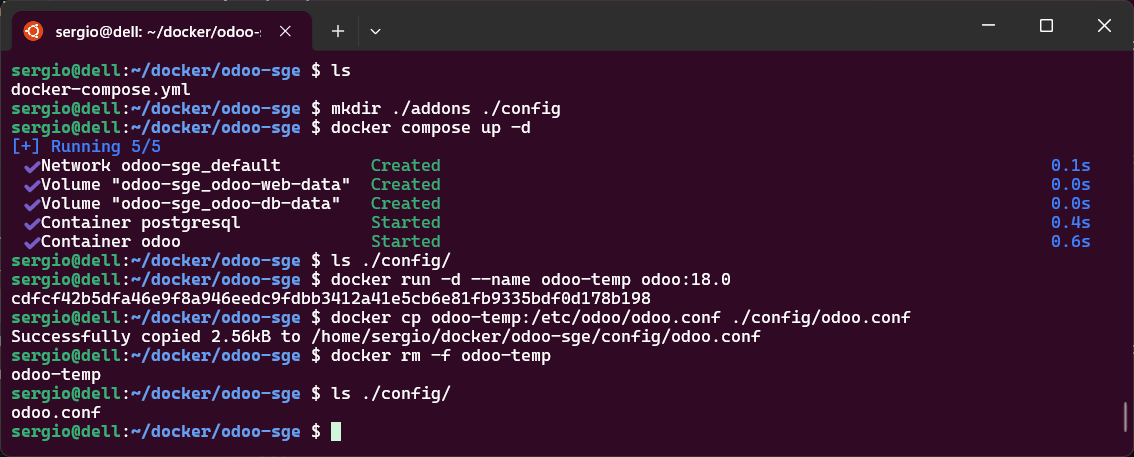 sergio@dell: ~/docker/odoo-s
sergio@dell:~/docker/odoo-sge $ ls
docker-compose.yml
sergio@dell:~/docker/odoo-sge $ mkdir ./addons ./config
sergio@dell:~/docker/odoo-sge $ docker compose up -d
[+] Running 5/5
✔Network odoo-sge_default Created 0.1s
✔Volume "odoo-sge_odoo-web-data" Created 0.0s
✔Volume "odoo-sge_odoo-db-data" Created 0.0s
✔Container postgresql Started 0.4s
✔Container odoo Started 0.6s
sergio@dell:~/docker/odoo-sge $ ls ./config/
sergio@dell:~/docker/odoo-sge $ docker run -d --name odoo-temp odoo:18.0
cdfcf42b5dfa46e9f8a946eedc9fdbb3412a41e5cb6e81fb9335bdf0d178b198
sergio@dell:~/docker/odoo-sge $ docker cp odoo-temp:/etc/odoo/odoo.conf ./config/odoo.conf
Successfully copied 2.56kB to /home/sergio/docker/odoo-sge/config/odoo.conf
sergio@dell:~/docker/odoo-sge $ docker rm -f odoo-temp
odoo-temp
sergio@dell:~/docker/odoo-sge $ ls ./config/
odoo.conf
sergio@dell:~/docker/odoo-sge $